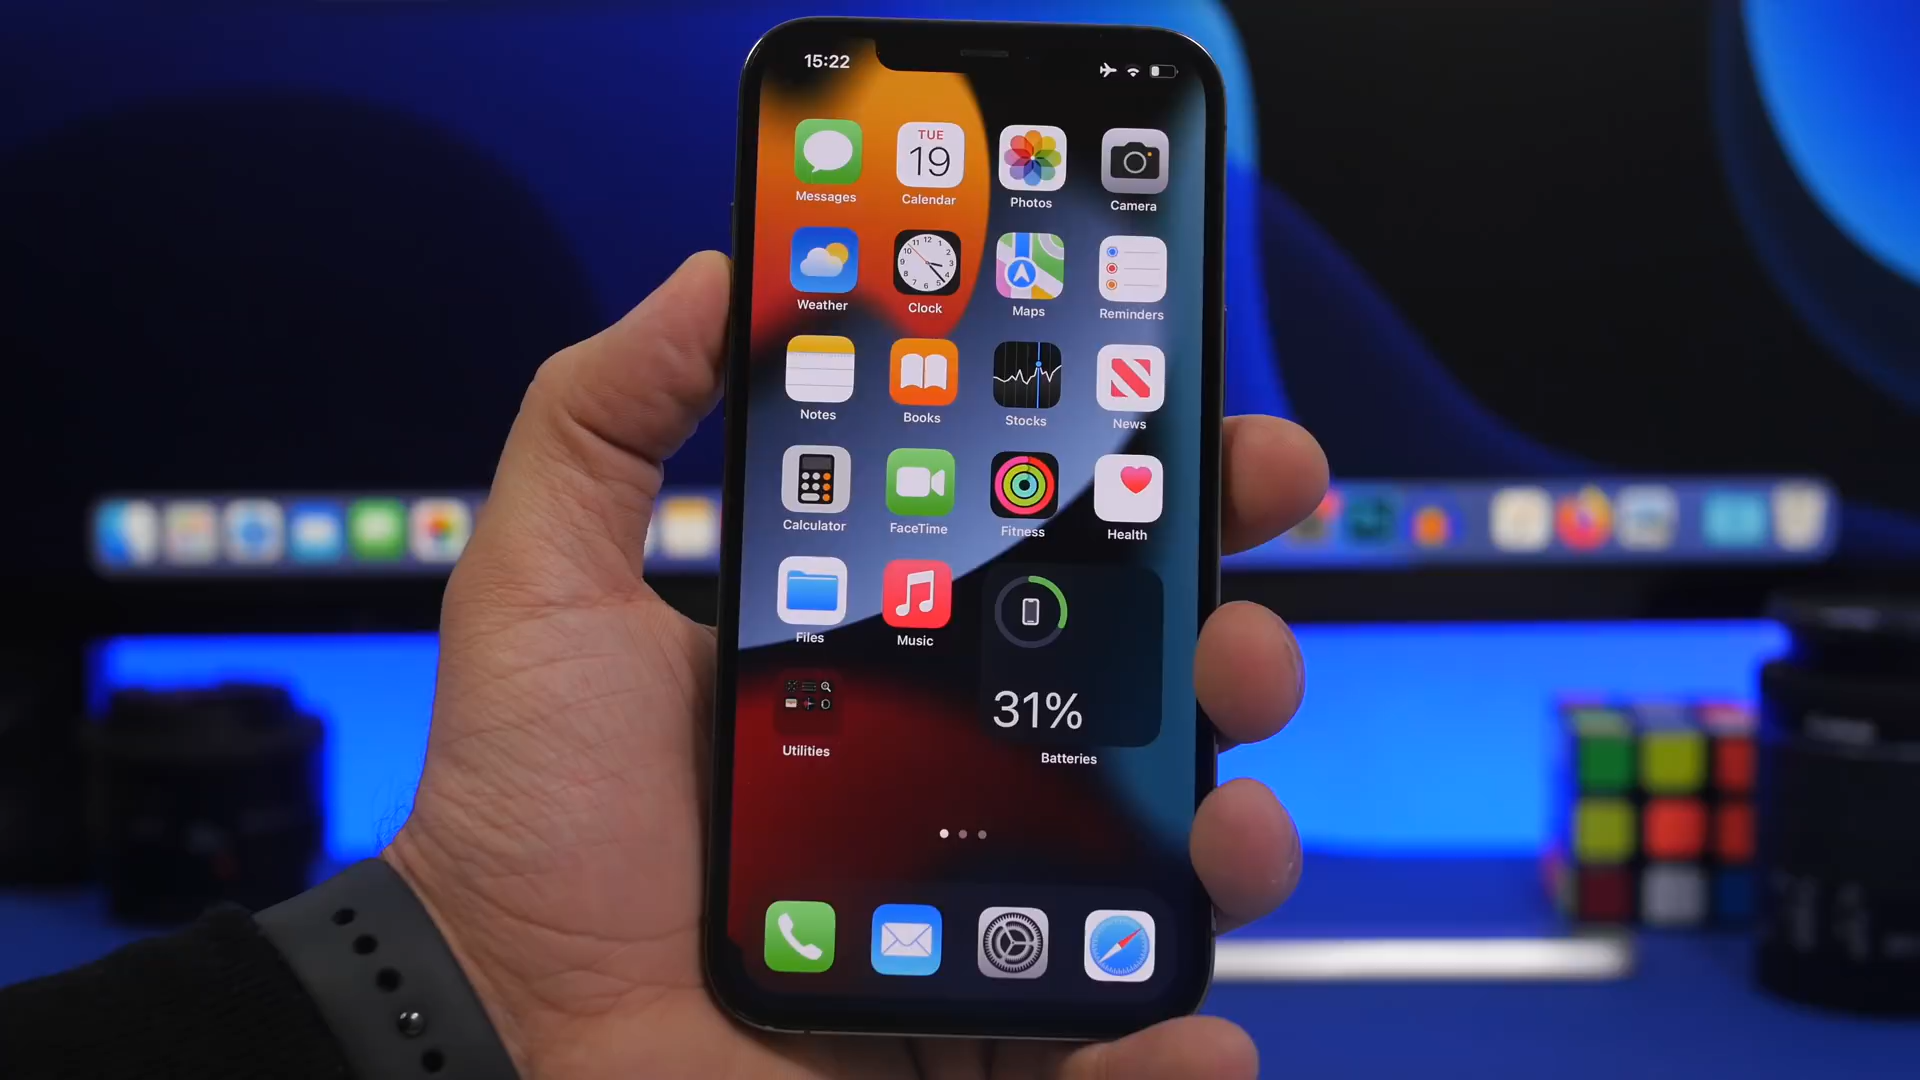 15:22
TUE
19
Messages
Calendar
Photos
Camera
Weather
Clock
Maps
Reminders
Notes
Books
Stocks
News
Calculator
FaceTime
Fitness
Health
Files
Music
31%
Utilities
Batteries